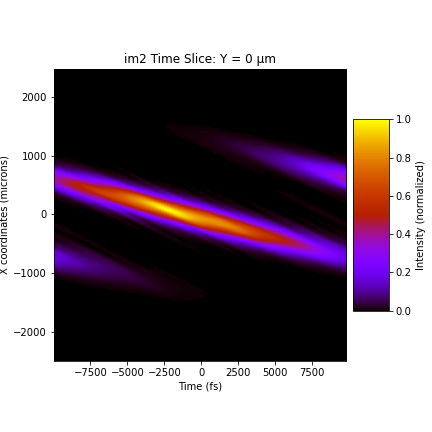 im2 Time Slice: Y = 0 μm
X coordinates (microns)
2000
1000
0
−1000
−2000
−7500 −5000 −2500 0 2500 5000 7500
Time (fs)
1.0
0.8
0.6
0.4
0.2
0.0
Intensity (normalized)